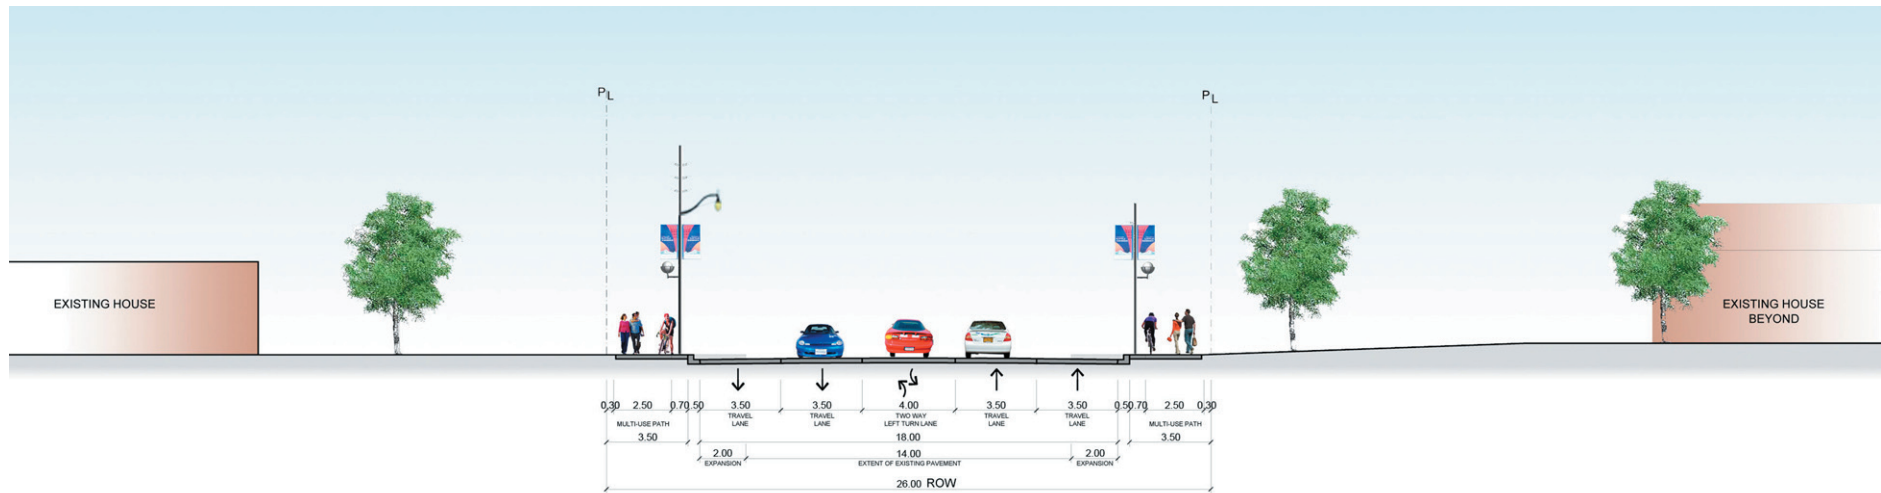 PL
PL
EXISTING HOUSE
EXISTING HOUSE
BEYOND
0.30 2.50 0.70 0.50 3.50 3.50 4.00 3.50 3.50 0.50 0.70 2.50 0.30
TRAVEL
LANE
TRAVEL
LANE
TWO WAY
LEFT TURN LANE
TRAVEL
LANE
TRAVEL
LANE
MULTI-USE PATH
MULTI-USE PATH
3.50 18.00 3.50
2.00 14.00 2.00
EXPANSION EXTENT OF EXISTING PAVEMENT EXPANSION
26.00 ROW